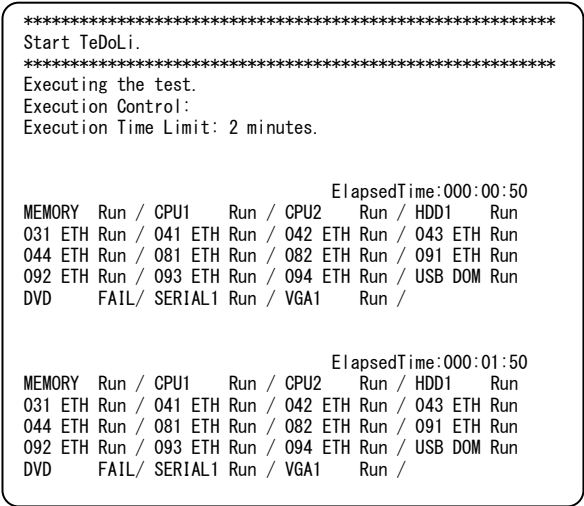 *********************************************************
Start TeDoLi.
*********************************************************
Executing the test.
Execution Control:
Execution Time Limit: 2 minutes.
ElapsedTime:000:00:50
MEMORY  Run / CPU1    Run / CPU2    Run / HDD1    Run
031 ETH Run / 041 ETH Run / 042 ETH Run / 043 ETH Run
044 ETH Run / 081 ETH Run / 082 ETH Run / 091 ETH Run
092 ETH Run / 093 ETH Run / 094 ETH Run / USB DOM Run
DVD     FAIL/ SERIAL1 Run / VGA1    Run /
ElapsedTime:000:01:50
MEMORY  Run / CPU1    Run / CPU2    Run / HDD1    Run
031 ETH Run / 041 ETH Run / 042 ETH Run / 043 ETH Run
044 ETH Run / 081 ETH Run / 082 ETH Run / 091 ETH Run
092 ETH Run / 093 ETH Run / 094 ETH Run / USB DOM Run
DVD     FAIL/ SERIAL1 Run / VGA1    Run /